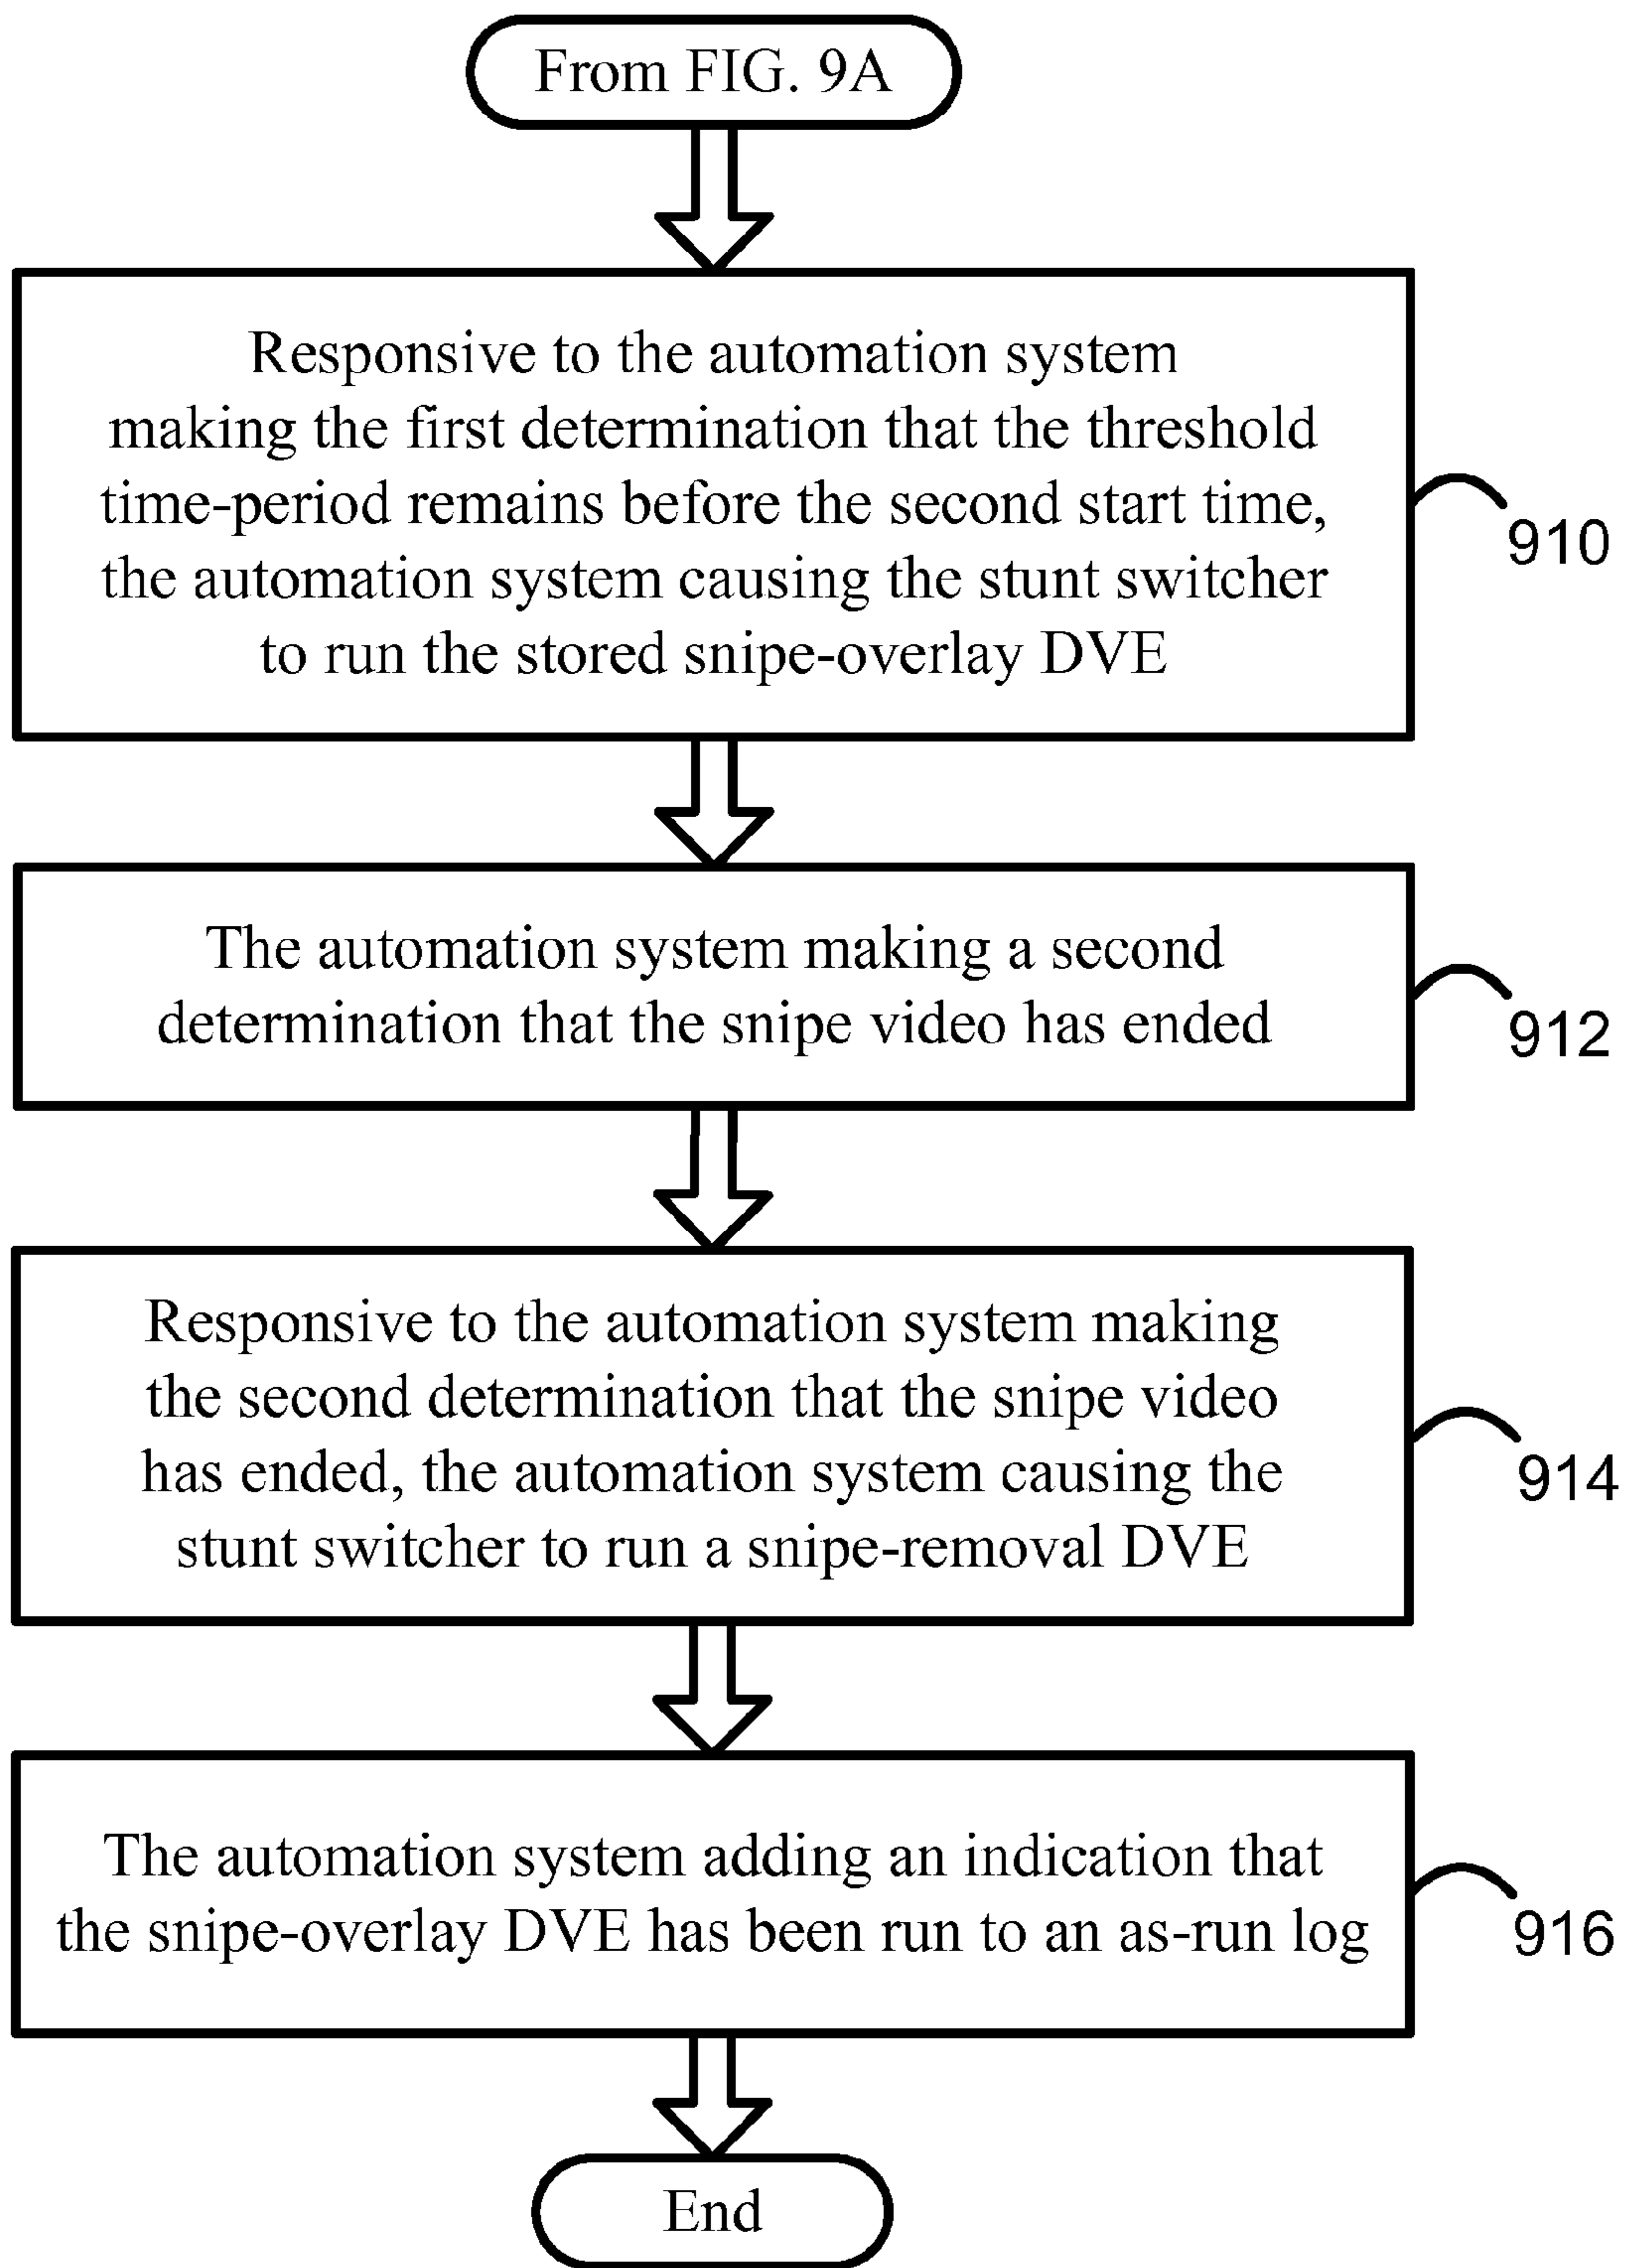 From FIG. 9A
Responsive to the automation system
making the first determination that the threshold
time-period remains before the second start time,
the automation system causing the stunt switcher
to run the stored snipe-overlay DVE
910
The automation system making a second
determination that the snipe video has ended
912
Responsive to the automation system making
the second determination that the snipe video
has ended, the automation system causing the
stunt switcher to run a snipe-removal DVE
914
The automation system adding an indication that
the snipe-overlay DVE has been run to an as-run log
916
End